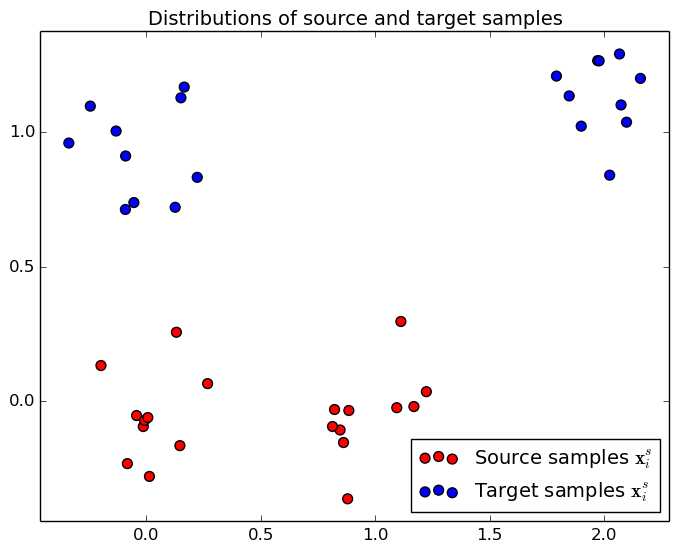 Distributions of source and target samples
1.0
0.5
0.0
Source samples $\mathbf{x}_i^s$
Target samples $\mathbf{x}_i^s$
0.0 0.5 1.0 1.5 2.0